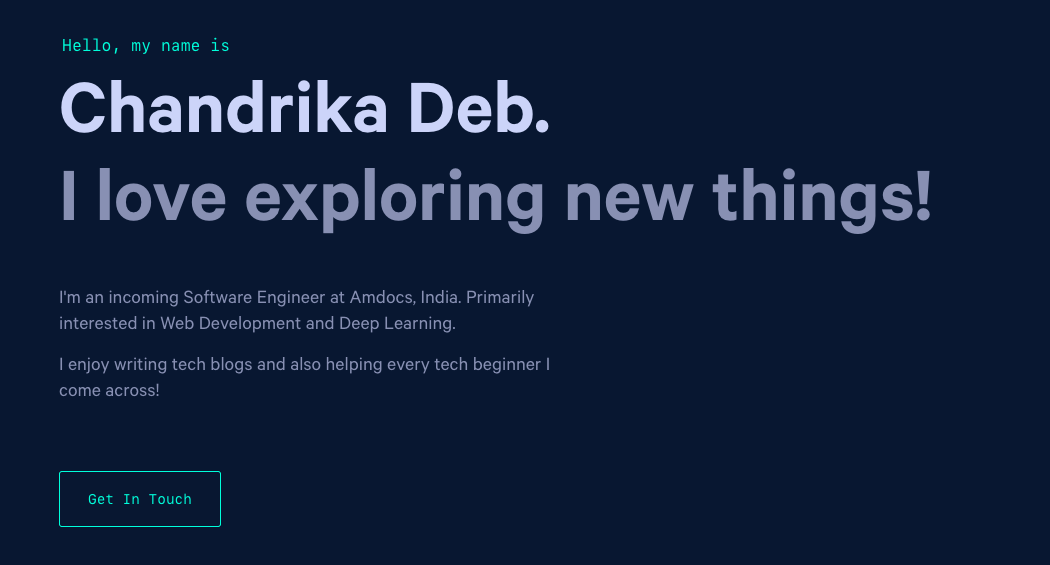 Hello, my name is
Chandrika Deb.
I love exploring new things!
I'm an incoming Software Engineer at Amdocs, India. Primarily
interested in Web Development and Deep Learning.
I enjoy writing tech blogs and also helping every tech beginner I
come across!
Get In Touch